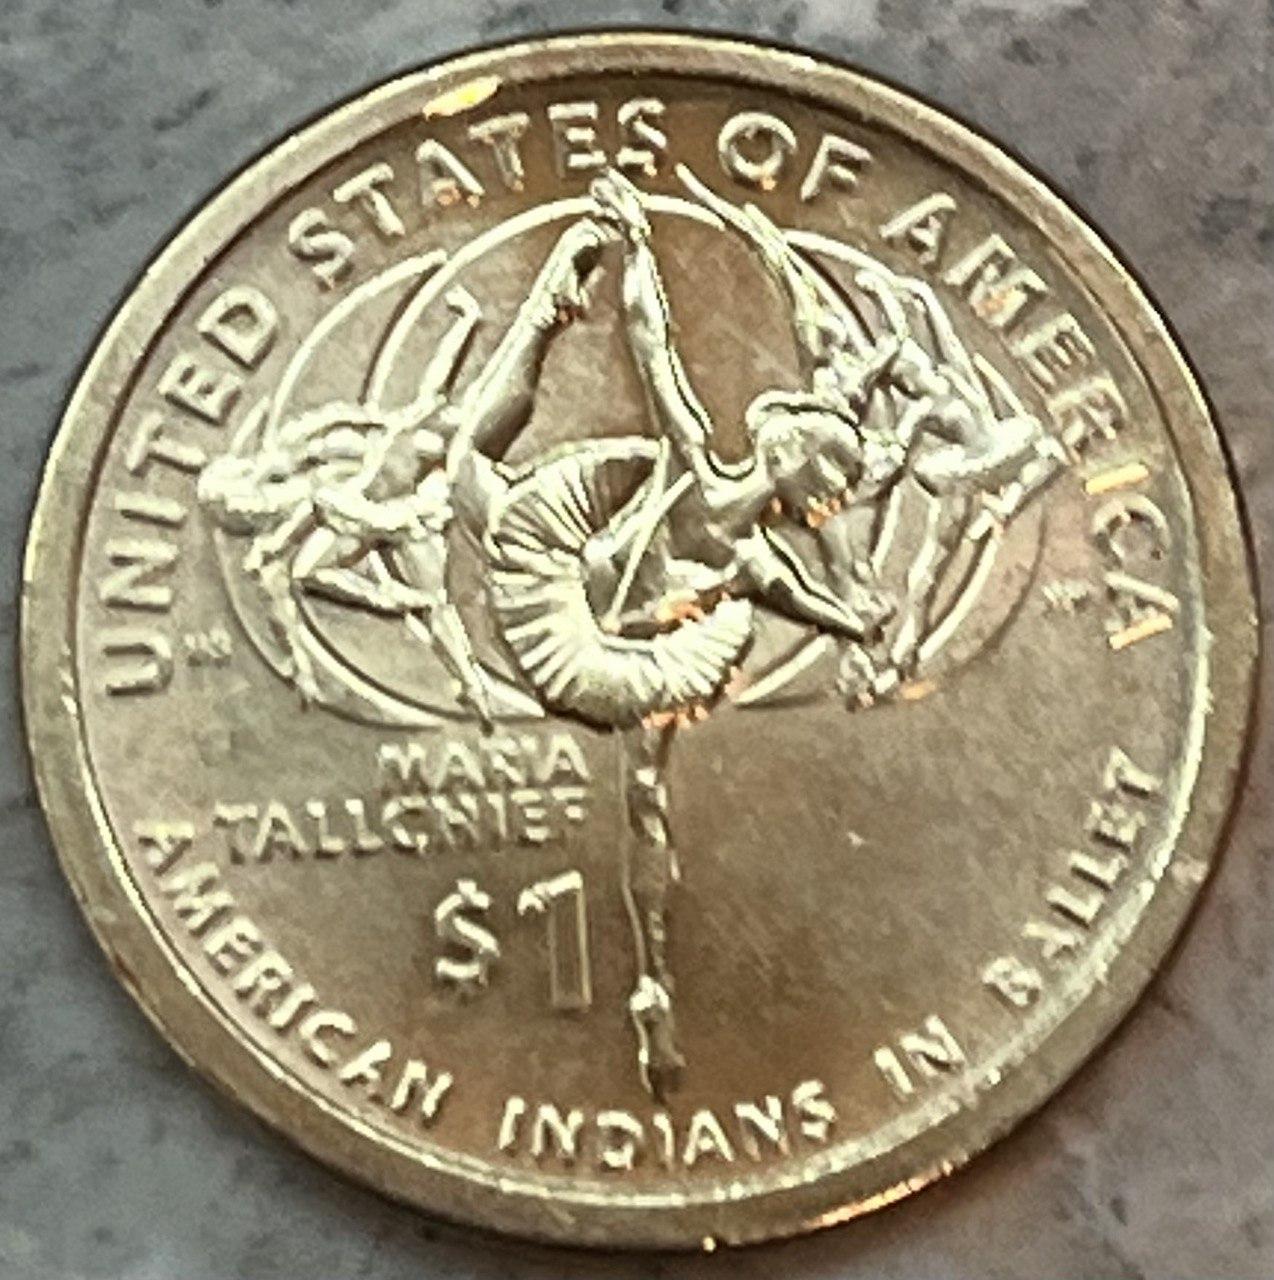 UNITED STATES OF AMERICA
MARIA
TALLCHIEF
$1
AMERICAN INDIANS IN BALLET